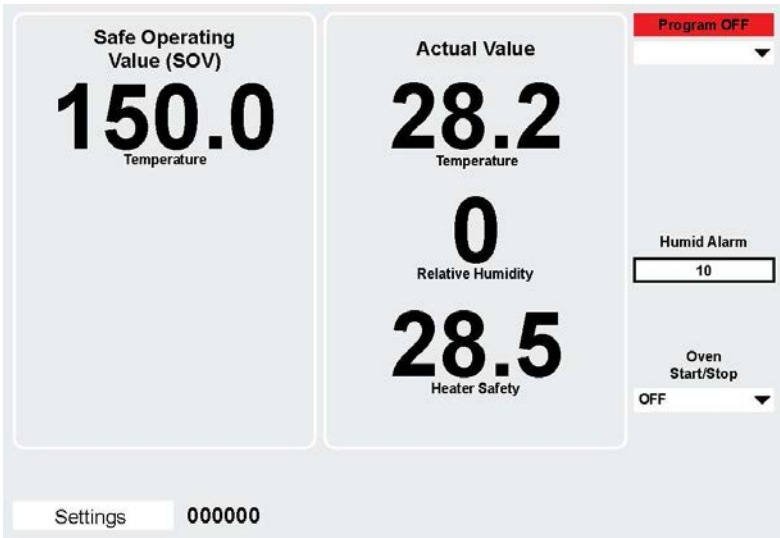 Safe Operating
Value (SOV)
150.0
Temperature
Actual Value
28.2
Temperature
0
Relative Humidity
28.5
Heater Safety
Program OFF
Humid Alarm
10
Oven
Start/Stop
OFF
Settings
000000